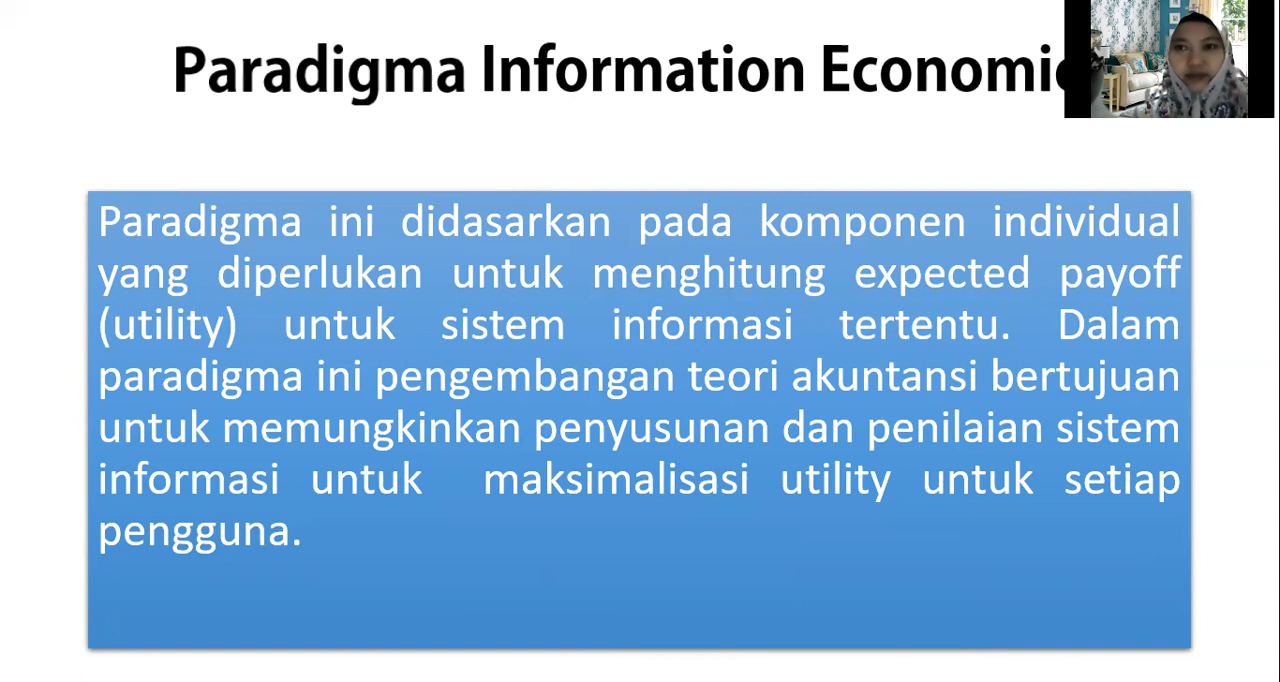 Paradigma Information Economic
Paradigma ini didasarkan pada komponen individual
yang diperlukan untuk menghitung expected payoff
(utility) untuk sistem informasi tertentu. Dalam
paradigma ini pengembangan teori akuntansi bertujuan
untuk memungkinkan penyusunan dan penilaian sistem
informasi untuk maksimalisasi utility untuk setiap
pengguna.